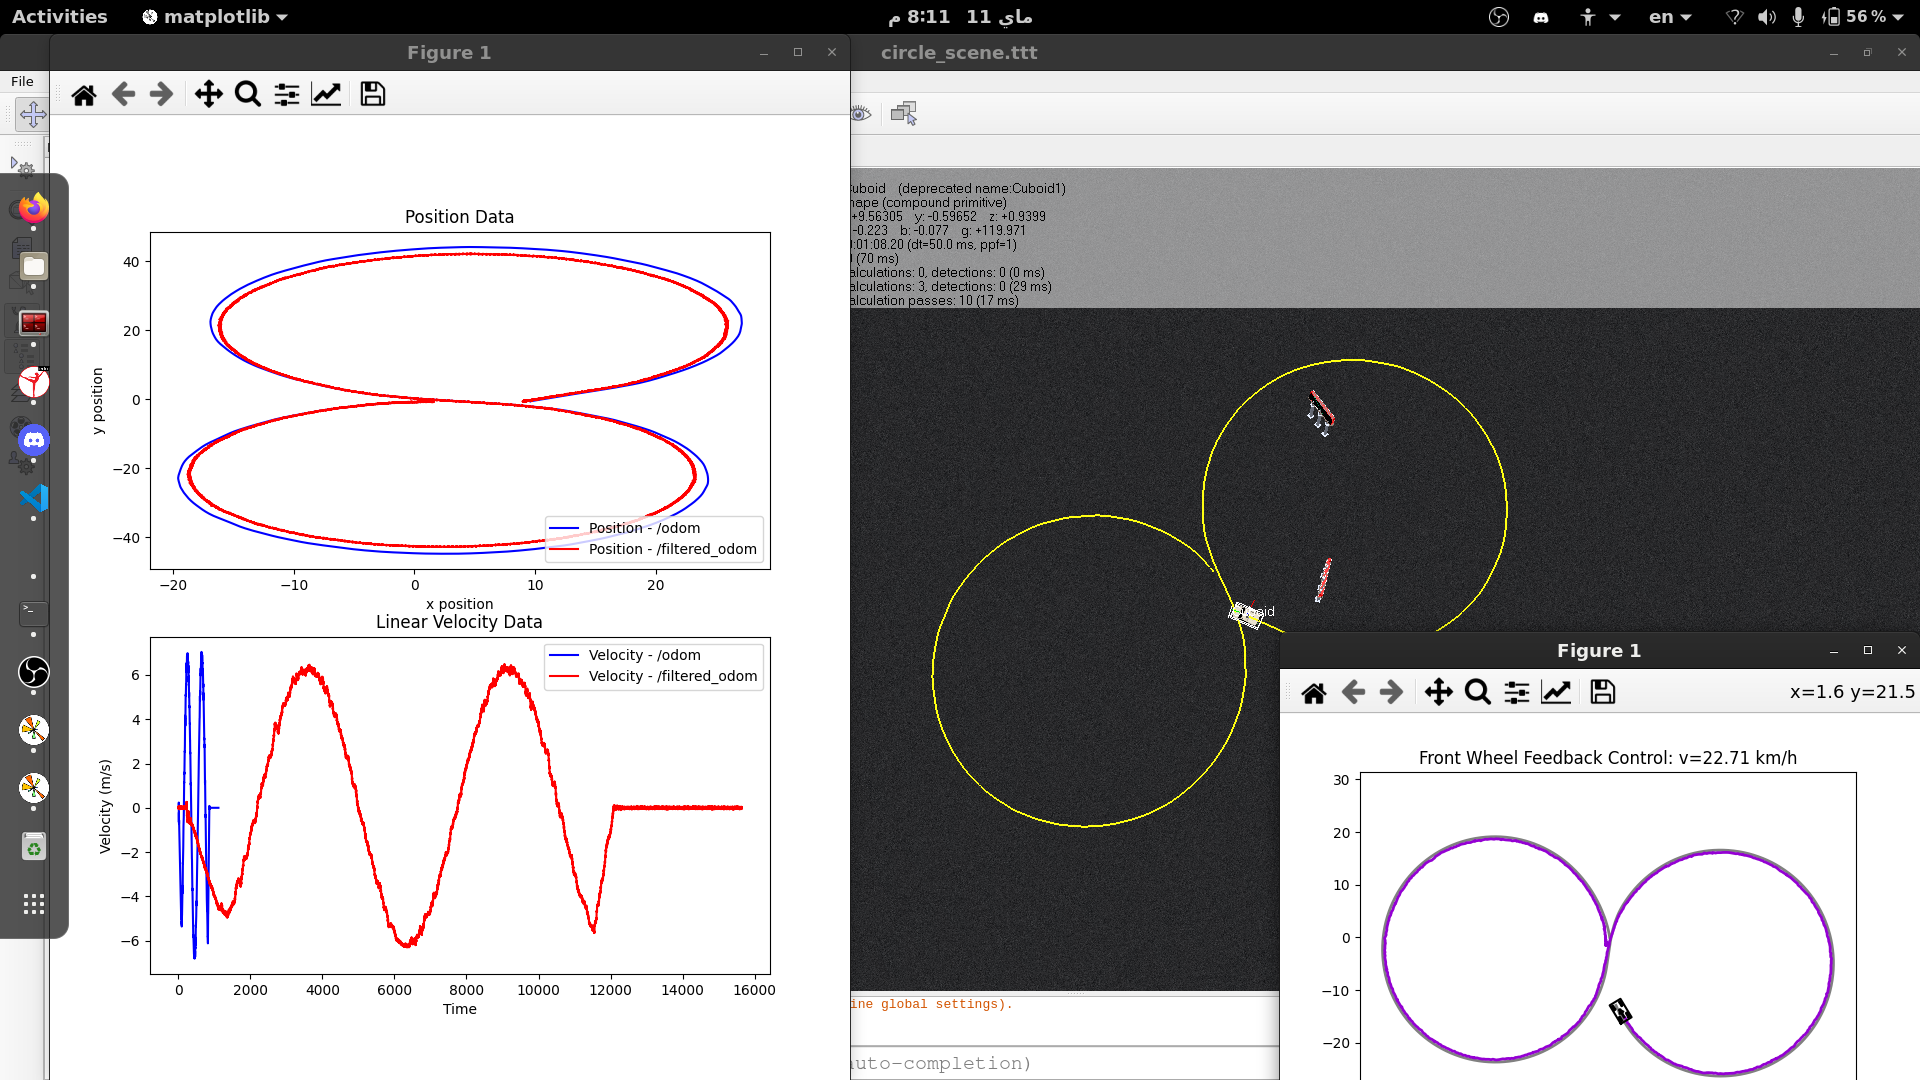 Activities
matplotlib
ماي 11  8:11 م
en
56 %
Figure 1
circle_scene.ttt
File
Position Data
40
20
0
−20
−40
y position
−20
−10
0
10
20
x position
Position - /odom
Position - /filtered_odom
Linear Velocity Data
6
4
2
0
−2
−4
−6
Velocity (m/s)
0
2000
4000
6000
8000
10000
12000
14000
16000
Time
Velocity - /odom
Velocity - /filtered_odom
(deprecated name:Cuboid1)
(compound primitive)
+9.56305 y: -0.59652 z: +0.9399
-0.223 b: -0.077 g: +119.971
:01:08.20 (dt=50.0 ms, ppf=1)
(70 ms)
alculations: 0, detections: 0 (0 ms)
alculations: 3, detections: 0 (29 ms)
alculation passes: 10 (17 ms)
ine global settings).
auto-completion)
Figure 1
x=1.6 y=21.5
Front Wheel Feedback Control: v=22.71 km/h
30
20
10
0
−10
−20